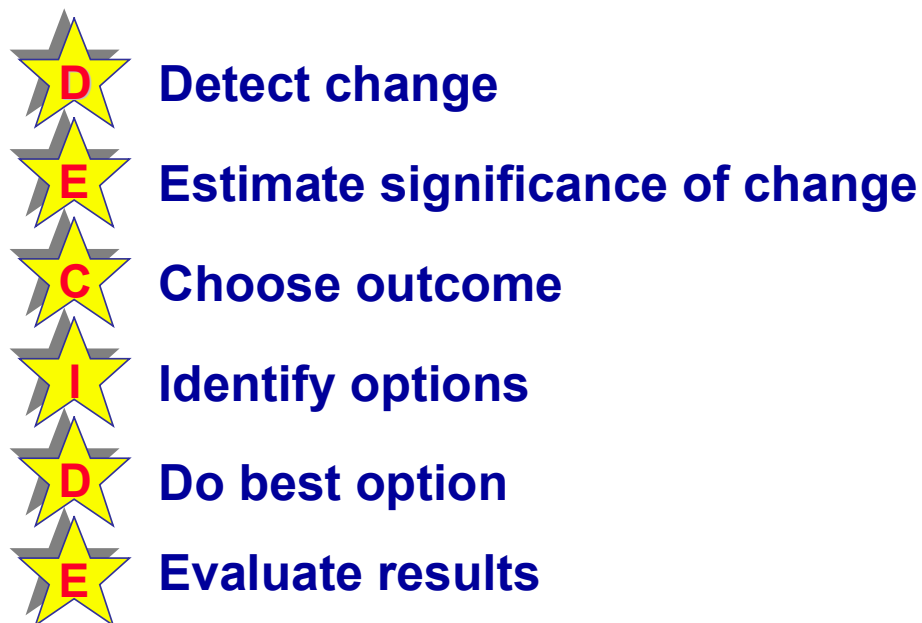 D Detect change
E Estimate significance of change
C Choose outcome
I Identify options
D Do best option
E Evaluate results